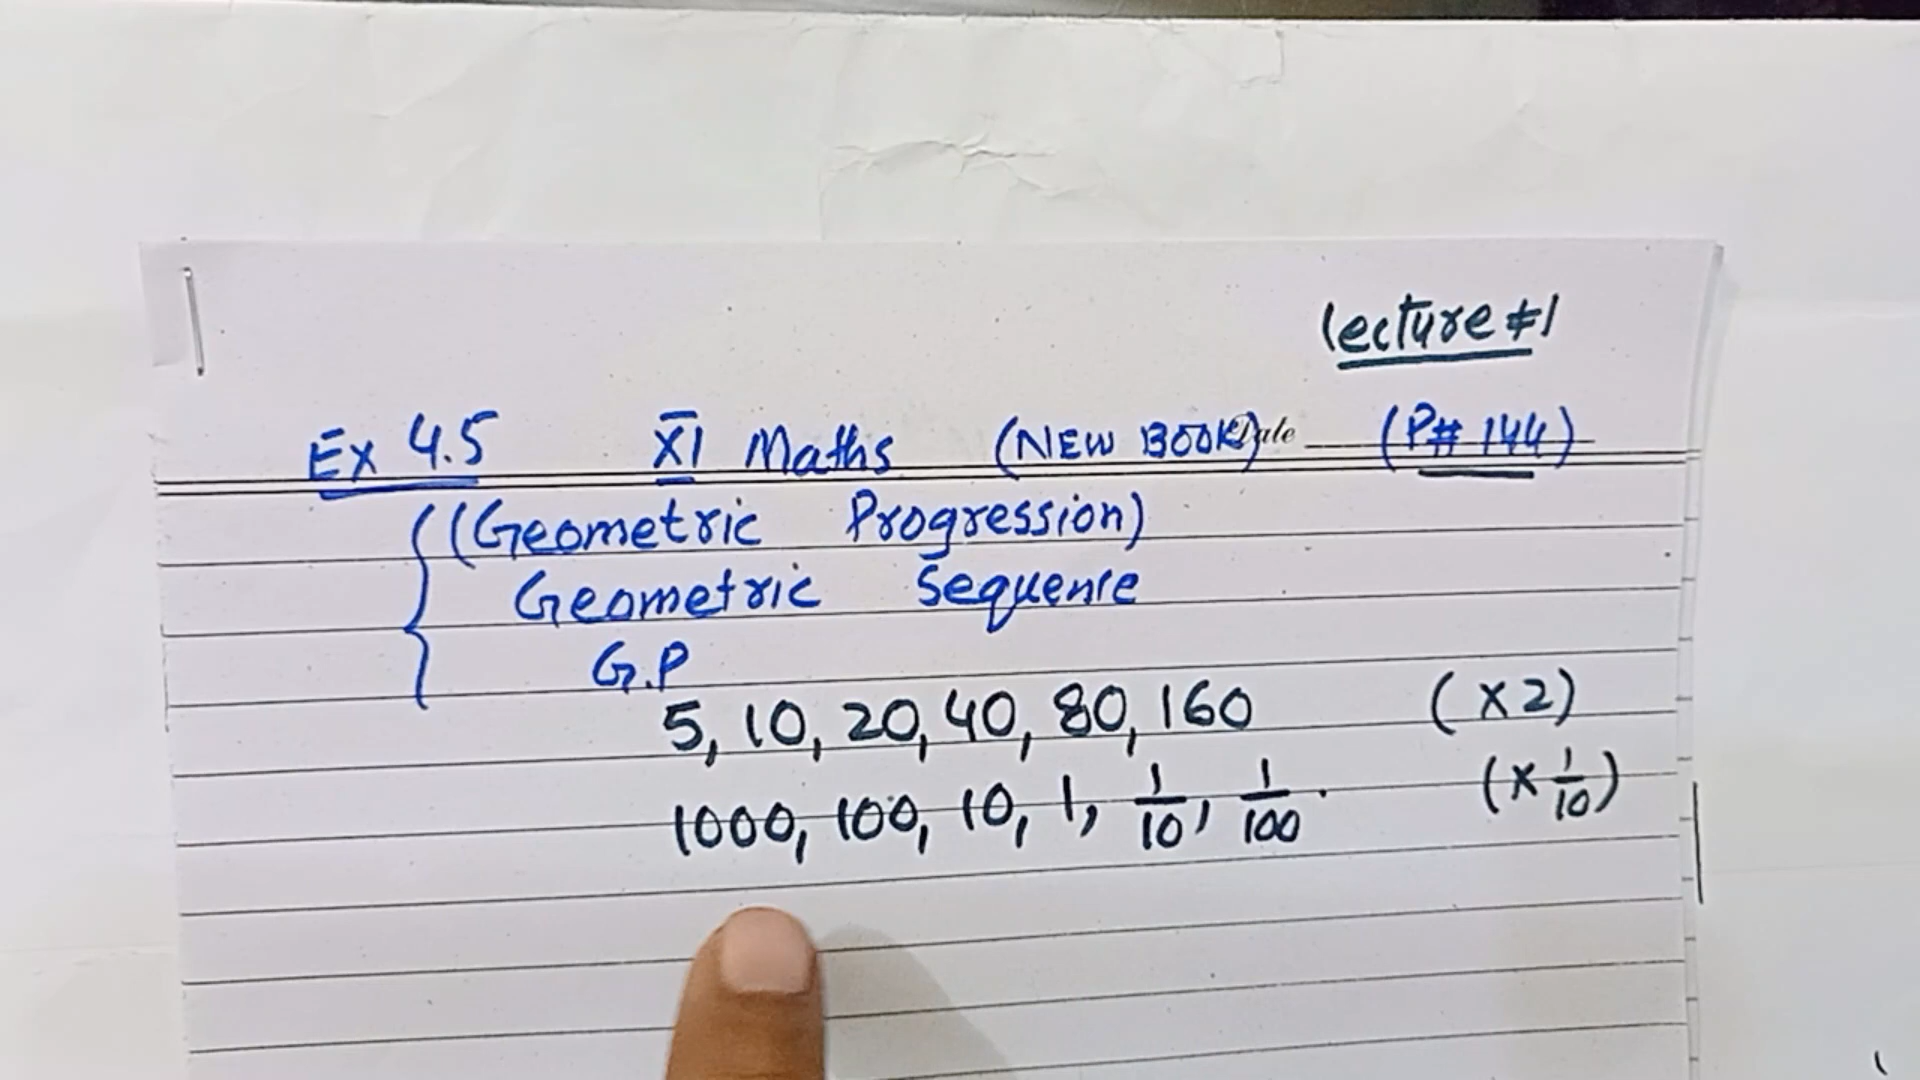 Lecture #1
Ex 4.5 XI Maths (NEW BOOK) Date (P# 144)
(Geometric Progression)
Geometric Sequence
G.P
5, 10, 20, 40, 80, 160 (×2)
1000, 100, 10, 1, 1/10, 1/100. (×1/10)